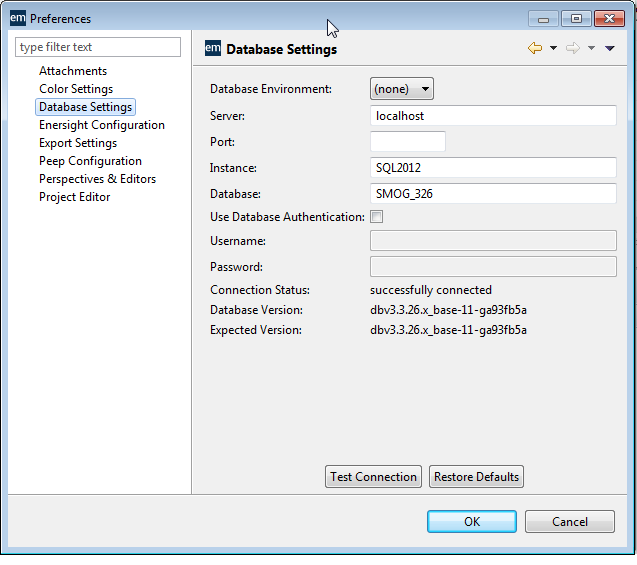 em Preferences
type filter text
Attachments
Color Settings
Database Settings
Enersight Configuration
Export Settings
Peep Configuration
Perspectives & Editors
Project Editor
em Database Settings
Database Environment: (none)
Server: localhost
Port:
Instance: SQL2012
Database: SMOG_326
Use Database Authentication:
Username:
Password:
Connection Status: successfully connected
Database Version: dbv3.3.26.x_base-11-ga93fb5a
Expected Version: dbv3.3.26.x_base-11-ga93fb5a
Test Connection Restore Defaults
OK Cancel